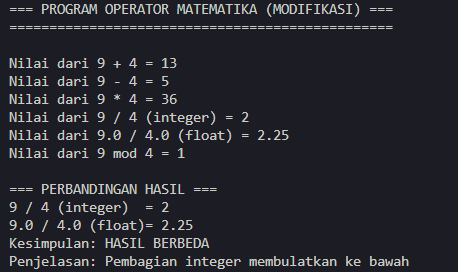 === PROGRAM OPERATOR MATEMATIKA (MODIFIKASI) ===
================================================
Nilai dari 9 + 4 = 13
Nilai dari 9 - 4 = 5
Nilai dari 9 * 4 = 36
Nilai dari 9 / 4 (integer) = 2
Nilai dari 9.0 / 4.0 (float) = 2.25
Nilai dari 9 mod 4 = 1
=== PERBANDINGAN HASIL ===
9 / 4 (integer)  = 2
9.0 / 4.0 (float)= 2.25
Kesimpulan: HASIL BERBEDA
Penjelasan: Pembagian integer membulatkan ke bawah